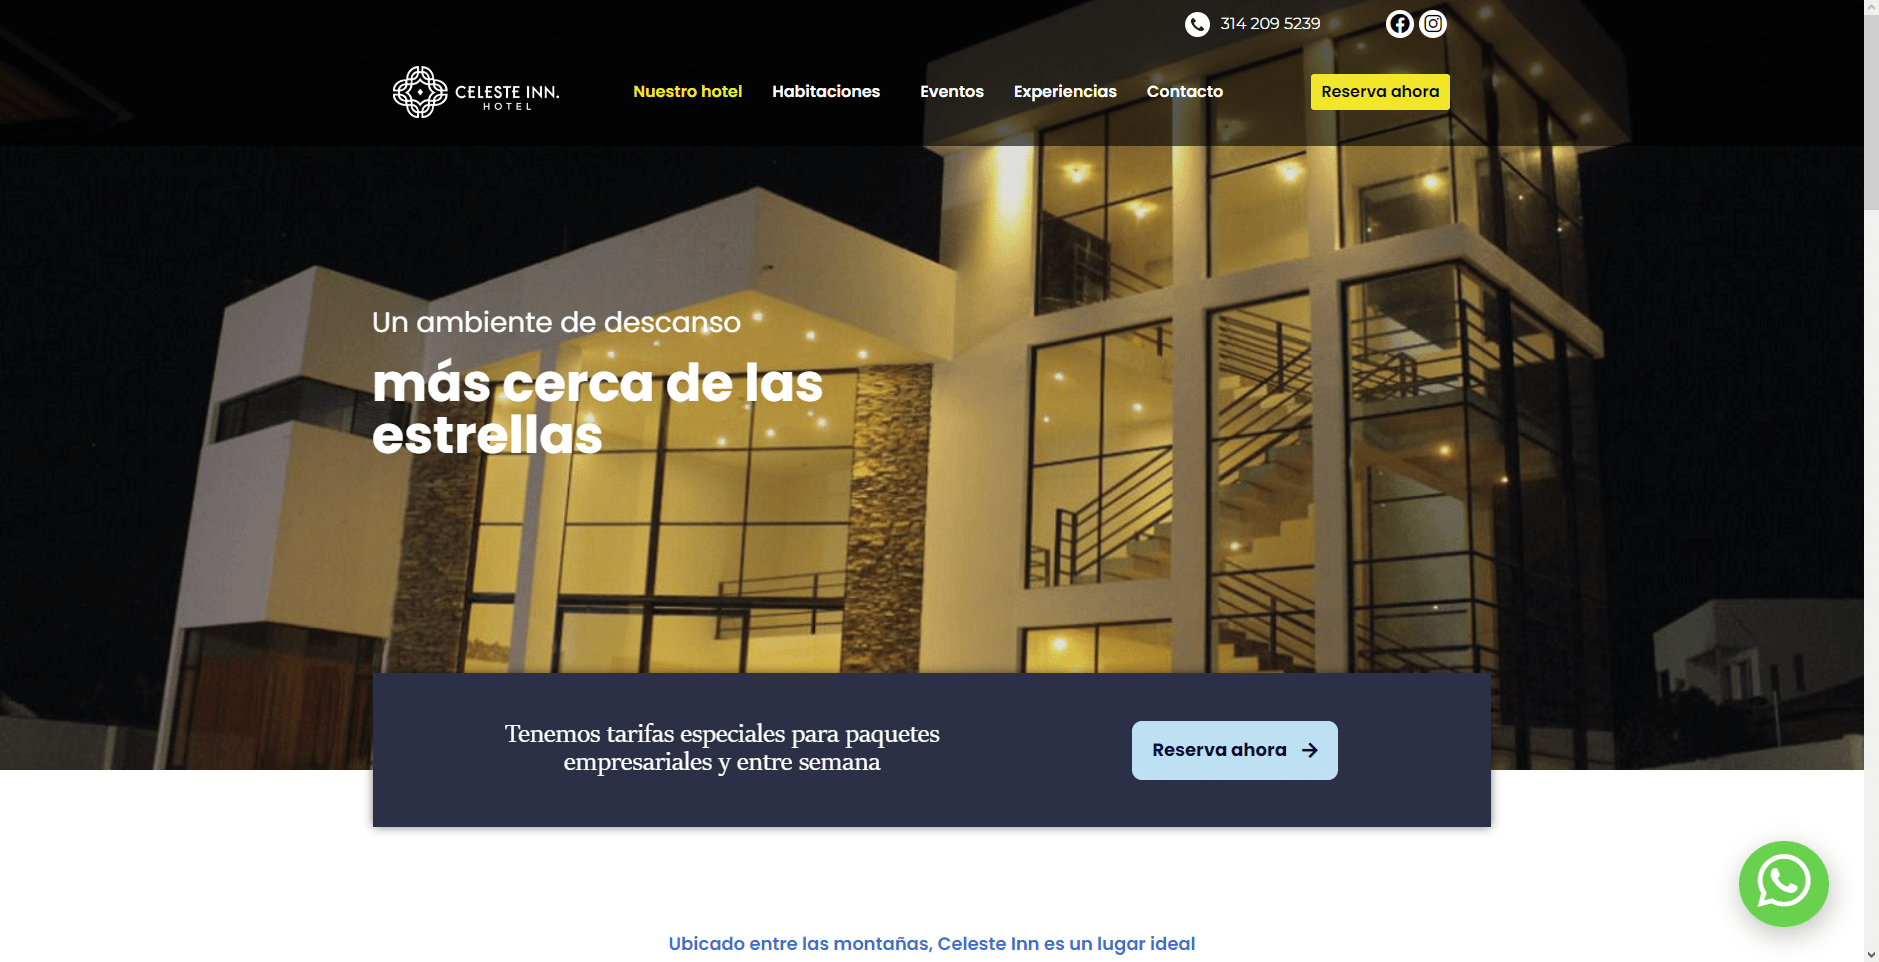 314 209 5239
CELESTE INN.
HOTEL
Nuestro hotel
Habitaciones
Eventos
Experiencias
Contacto
Reserva ahora
Un ambiente de descanso
más cerca de las
estrellas
Tenemos tarifas especiales para paquetes
empresariales y entre semana
Reserva ahora
Ubicado entre las montañas, Celeste Inn es un lugar ideal